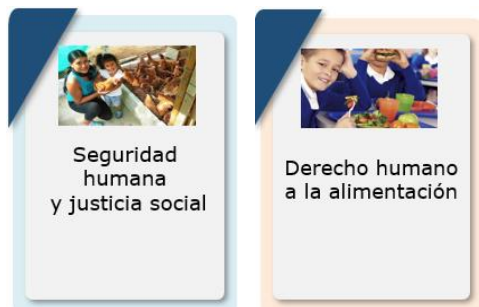 Seguridad
humana
y justicia social
Derecho humano
a la alimentación